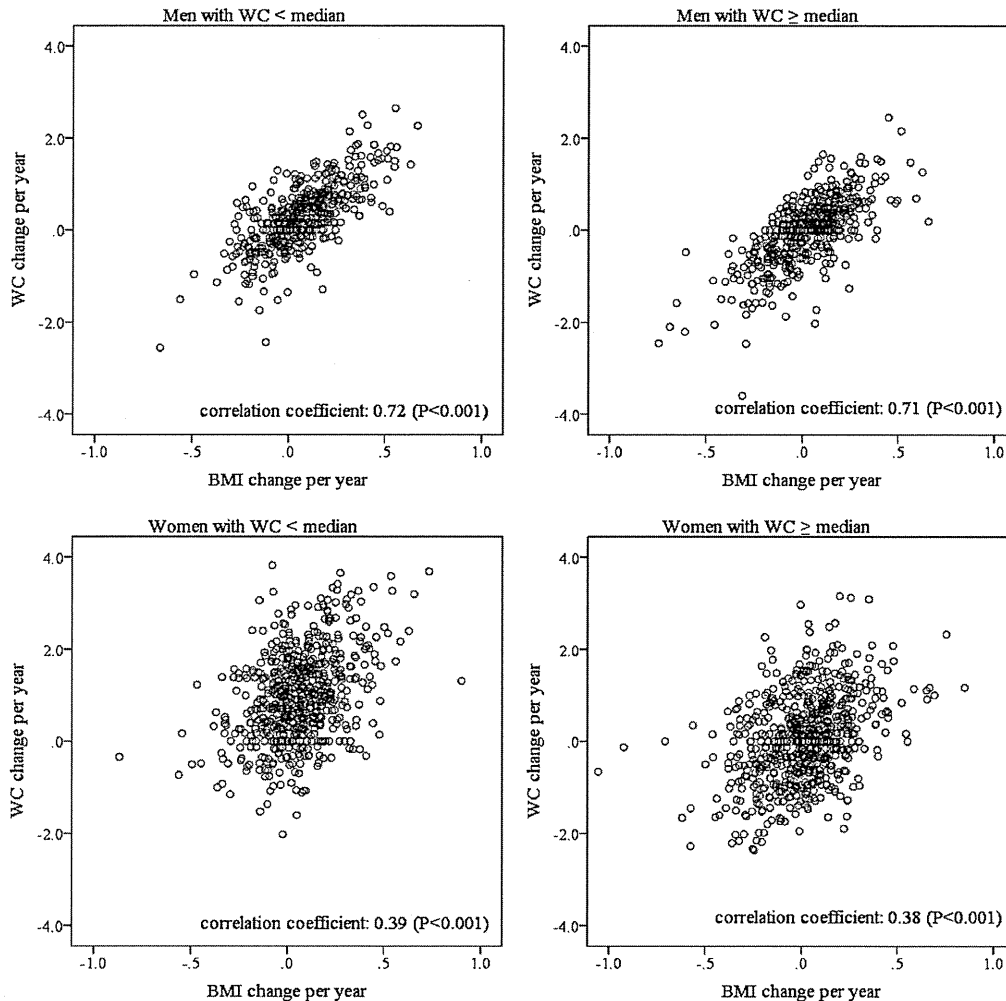 Men with WC < median
4.0
2.0
.0
-2.0
-4.0
WC change per year
correlation coefficient: 0.72 (P<0.001)
-1.0 -.5 .0 .5 1.0
BMI change per year
Men with WC ≥ median
4.0
2.0
.0
-2.0
-4.0
WC change per year
correlation coefficient: 0.71 (P<0.001)
-1.0 -.5 .0 .5 1.0
BMI change per year
Women with WC < median
4.0
2.0
.0
-2.0
-4.0
WC change per year
correlation coefficient: 0.39 (P<0.001)
-1.0 -.5 .0 .5 1.0
BMI change per year
Women with WC ≥ median
4.0
2.0
.0
-2.0
-4.0
WC change per year
correlation coefficient: 0.38 (P<0.001)
-1.0 -.5 .0 .5 1.0
BMI change per year